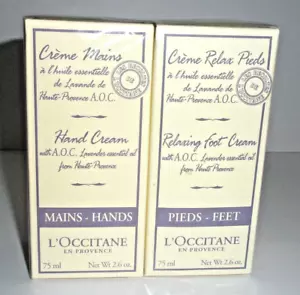 Crème Mains
à l'huile essentielle
de Lavande de
Haute-Provence A.O.C.
Hand Cream
with A.O.C. Lavender essential oil
from Haute-Provence
MAINS - HANDS
L'OCCITANE
EN PROVENCE
75 ml Net Wt 2.6 oz.
Crème Relax Pieds
à l'huile essentielle
de Lavande de
Haute-Provence A.O.C.
Relaxing Foot Cream
with A.O.C. Lavender essential oil
from Haute-Provence
PIEDS - FEET
L'OCCITANE
EN PROVENCE
75 ml Net Wt 2.6 oz.